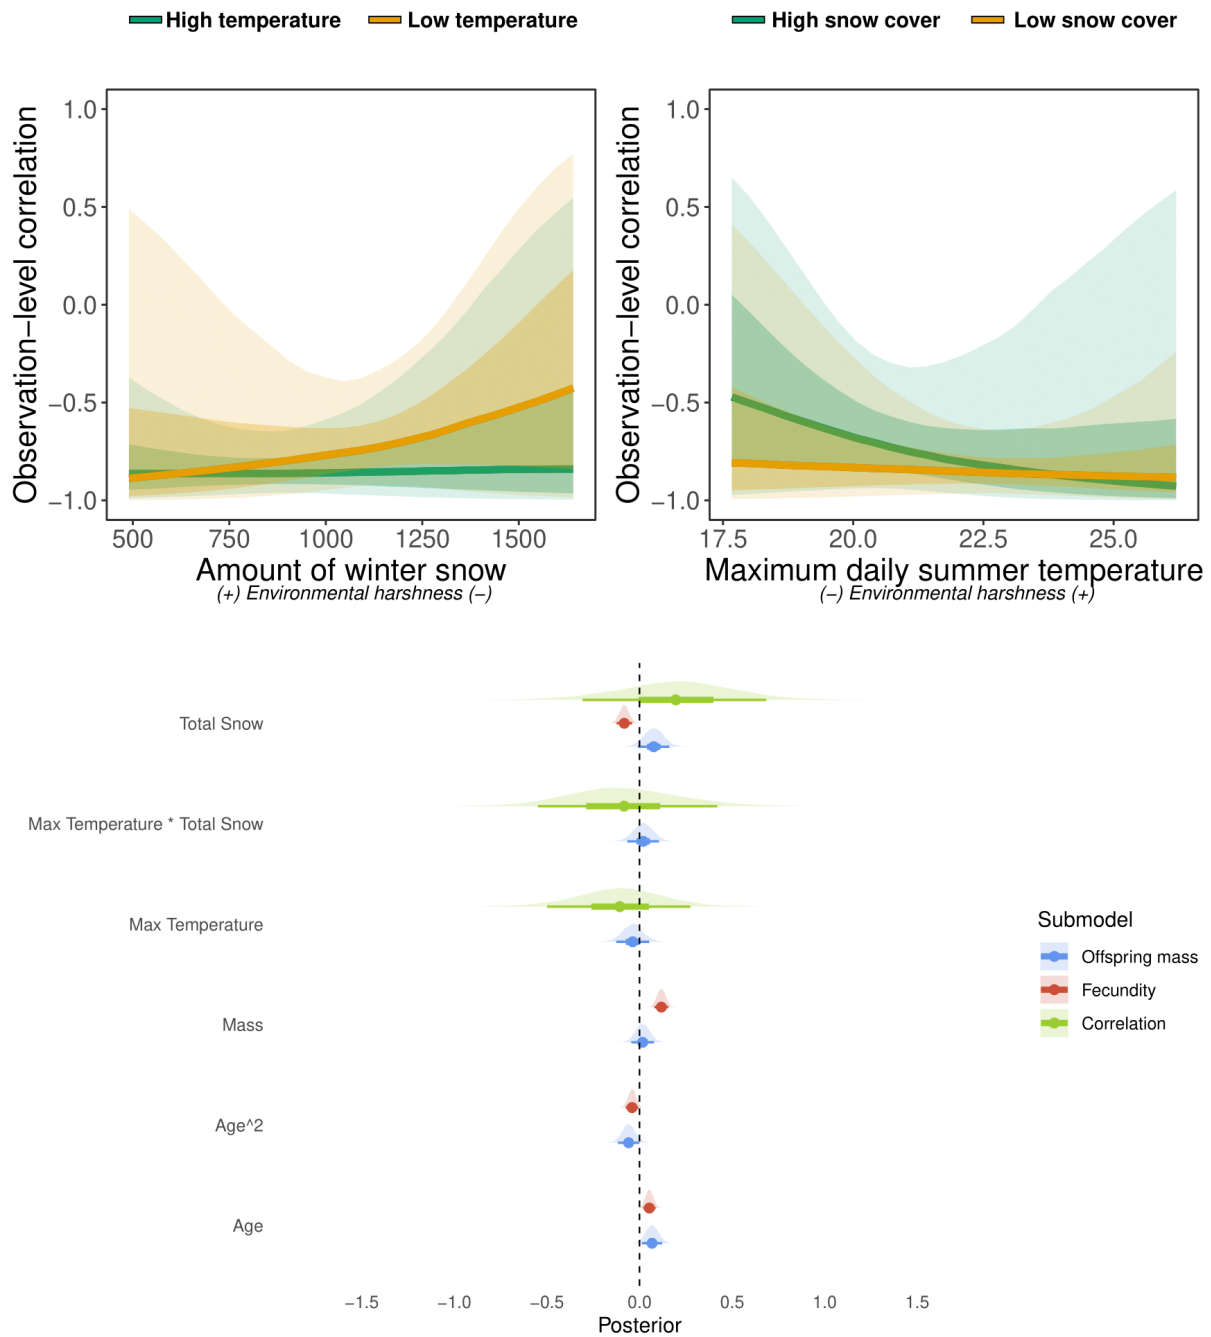 High temperature Low temperature
High snow cover Low snow cover
Observation−level correlation
1.0
0.5
0.0
−0.5
−1.0
500 750 1000 1250 1500
Amount of winter snow
(+) Environmental harshness (−)
Observation−level correlation
1.0
0.5
0.0
−0.5
−1.0
17.5 20.0 22.5 25.0
Maximum daily summer temperature
(−) Environmental harshness (+)
Total Snow
Max Temperature * Total Snow
Max Temperature
Mass
Age^2
Age
−1.5 −1.0 −0.5 0.0 0.5 1.0 1.5
Posterior
Submodel
Offspring mass
Fecundity
Correlation